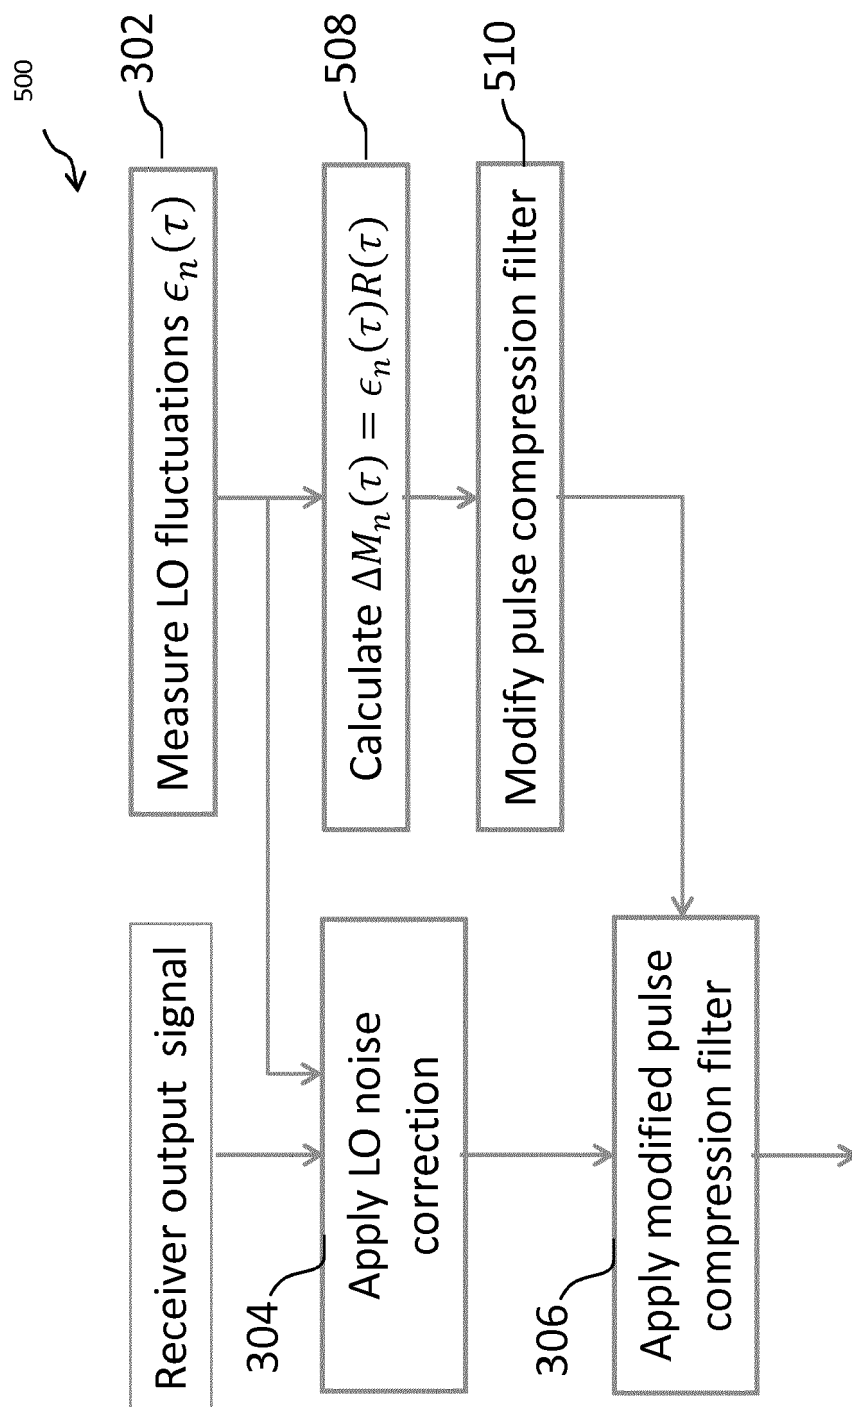 500
Receiver output signal
Measure LO fluctuations ϵₙ(τ)
302
304
Apply LO noise
correction
Calculate ΔMₙ(τ) = ϵₙ(τ)R(τ)
508
Modify pulse compression filter
510
306
Apply modified pulse
compression filter